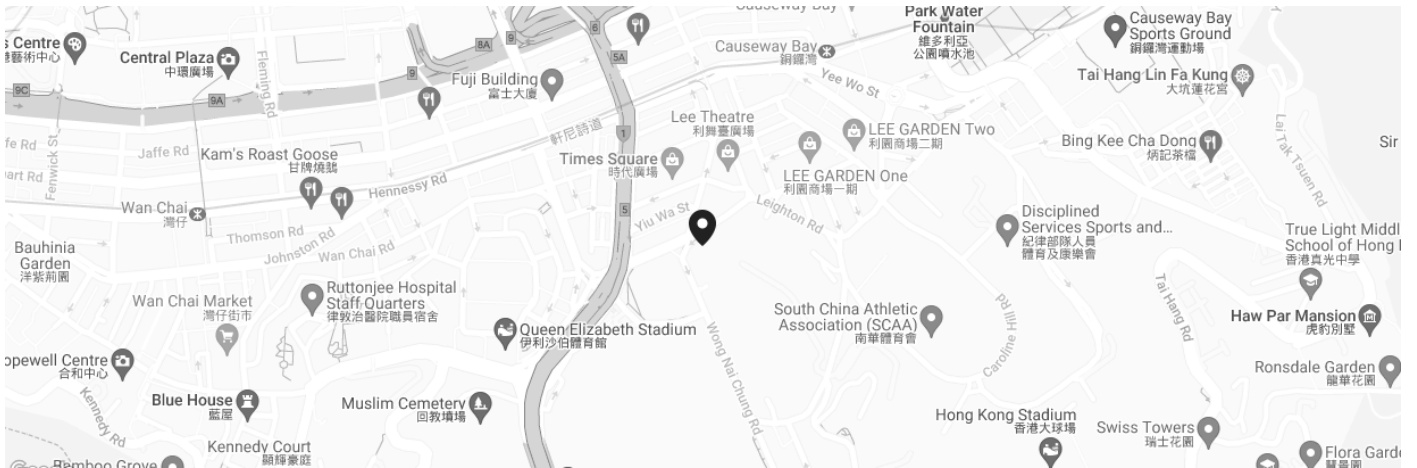 Causeway Bay
Park Water
Fountain
維多利亞
公園噴水池
Causeway Bay
Sports Ground
銅鑼灣運動場
s Centre
港藝術中心
Central Plaza
中環廣場
Fleming Rd
8A
9
6
5A
9
Causeway Bay
銅鑼灣
Yee Wo St
Tai Hang Lin Fa Kung
大坑蓮花宮
Fuji Building
富士大廈
9C
9A
Lee Theatre
利舞臺廣場
LEE GARDEN Two
利園商場二期
Bing Kee Cha Dong
炳記茶檔
Lai Tak Tsuen Rd
Sir
fe Rd
Jaffe Rd
Fenwick St
軒尼詩道
1
Kam's Roast Goose
甘牌燒鵝
Times Square
時代廣場
LEE GARDEN One
利園商場一期
hart Rd
Hennessy Rd
Wan Chai
灣仔
5
Yiu Wa St
Leighton Rd
Disciplined
Services Sports and...
紀律部隊人員
體育及康樂會
Thomson Rd
Johnston Rd
Wan Chai Rd
True Light Middl
School of Hong
香港真光中學
Bauhinia
Garden
洋紫荊園
Tai Hang Rd
Wan Chai Market
灣仔街市
Ruttonjee Hospital
Staff Quarters
律敦治醫院職員宿舍
Queen Elizabeth Stadium
伊利沙伯體育館
Wong Nai Chung Rd
South China Athletic
Association (SCAA)
南華體育會
Caroline Hill Rd
Haw Par Mansion
虎豹別墅
opewell Centre
合和中心
Ronsdale Garden
龍華花園
Kennedy Rd
Blue House
藍屋
Muslim Cemetery
回教墳場
Hong Kong Stadium
香港大球場
Swiss Towers
瑞士花園
Kennedy Court
顯輝豪庭
Bamboo Grove
Flora Gard
慧景園